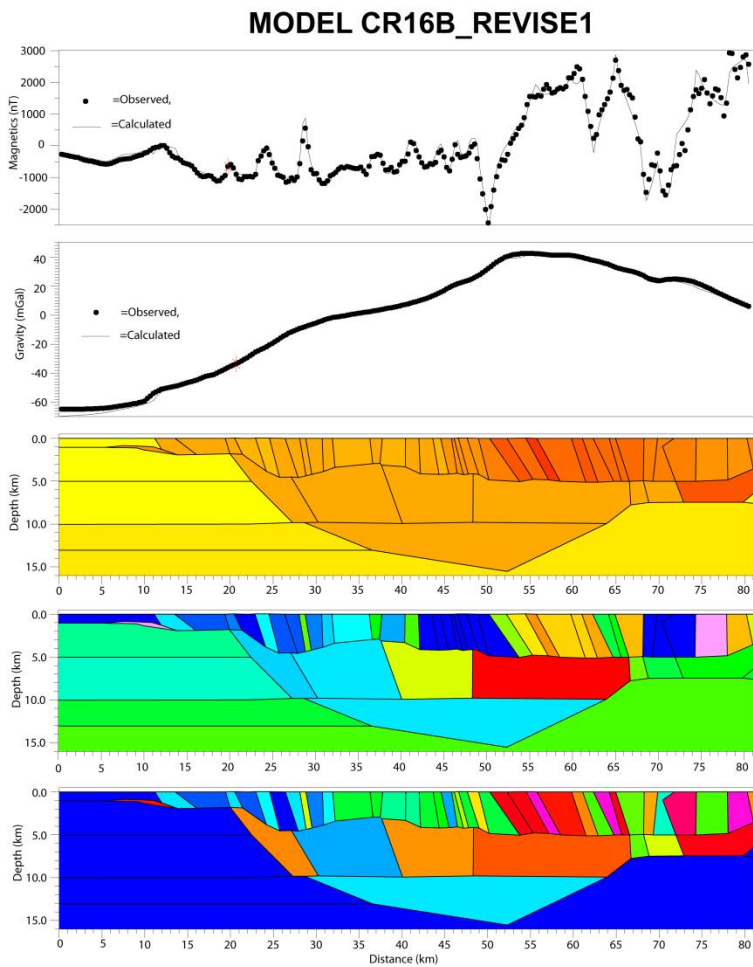 MODEL CR16B_REVISE1
3000
2000
1000
0
-1000
-2000
Magnetics (nT)
=Observed,
=Calculated
40
20
0
-20
-40
-60
Gravity (mGal)
=Observed,
=Calculated
0.0
5.0
10.0
15.0
Depth (km)
0 5 10 15 20 25 30 35 40 45 50 55 60 65 70 75 80
0.0
5.0
10.0
15.0
Depth (km)
0 5 10 15 20 25 30 35 40 45 50 55 60 65 70 75 80
0.0
5.0
10.0
15.0
Depth (km)
0 5 10 15 20 25 30 35 40 45 50 55 60 65 70 75 80
Distance (km)